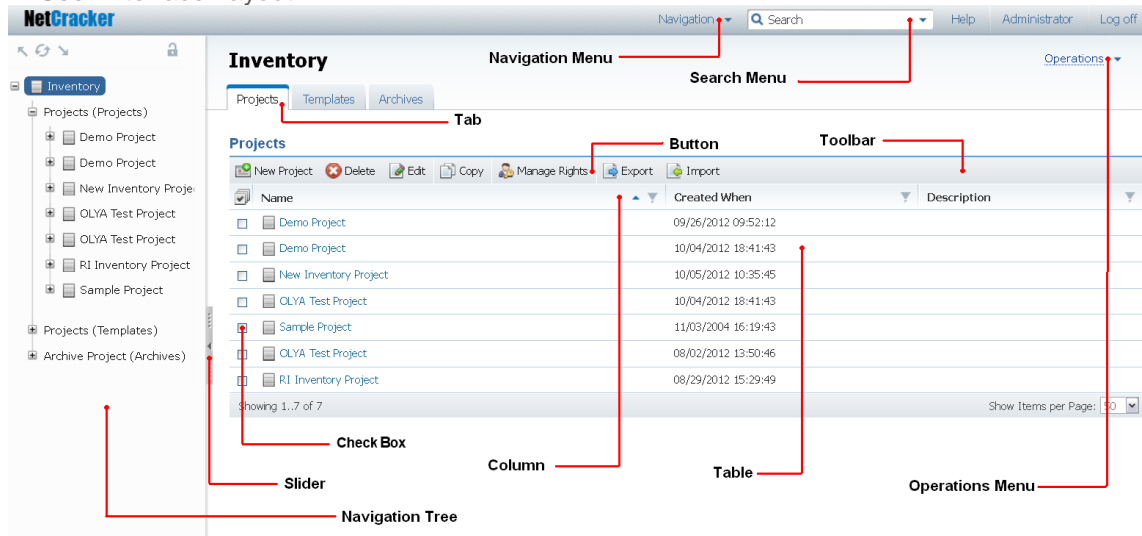 NetCracker
Navigation
Search
Help
Administrator
Log off
Inventory
Navigation Menu
Operations
Search Menu
Inventory
Projects
Templates
Archives
Tab
Projects (Projects)
Demo Project
Demo Project
New Inventory Proje
OLYA Test Project
OLYA Test Project
RI Inventory Project
Sample Project
Projects (Templates)
Archive Project (Archives)
Projects
Button
Toolbar
New Project
Delete
Edit
Copy
Manage Rights
Export
Import
Name
Created When
Description
Demo Project 09/26/2012 09:52:12
Demo Project 10/04/2012 18:41:43
New Inventory Project 10/05/2012 10:35:45
OLYA Test Project 10/04/2012 18:41:43
Sample Project 11/03/2004 16:19:43
OLYA Test Project 08/02/2012 13:50:46
RI Inventory Project 08/29/2012 15:29:49
Showing 1..7 of 7
Show Items per Page: 50
Check Box
Column
Table
Slider
Operations Menu
Navigation Tree